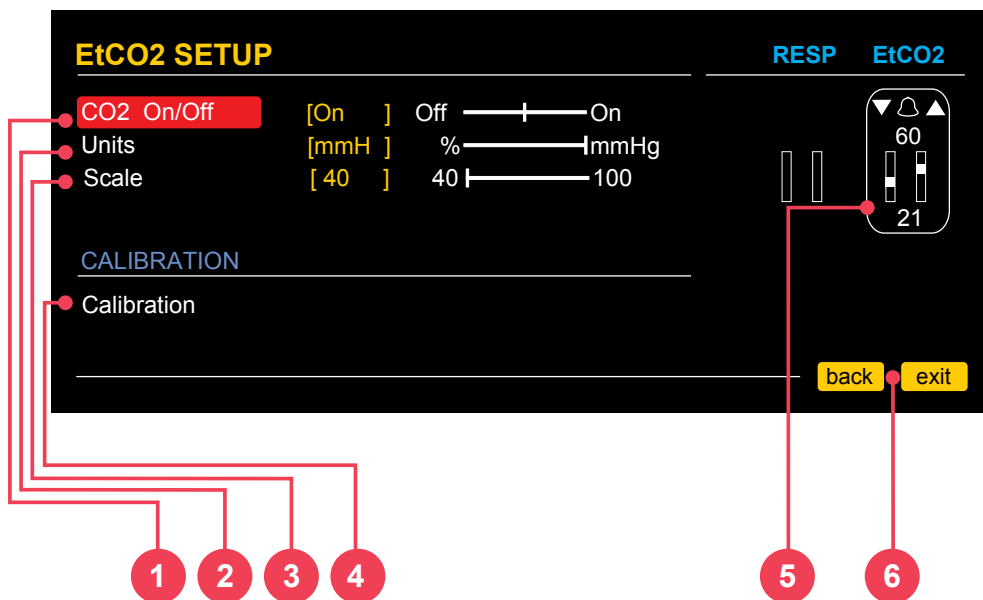 EtCO2 SETUP
RESP EtCO2
CO2 On/Off [On ] Off On
Units [mmH ] % mmHg
Scale [ 40 ] 40 100
60
21
CALIBRATION
Calibration
back exit
1 2 3 4 5 6